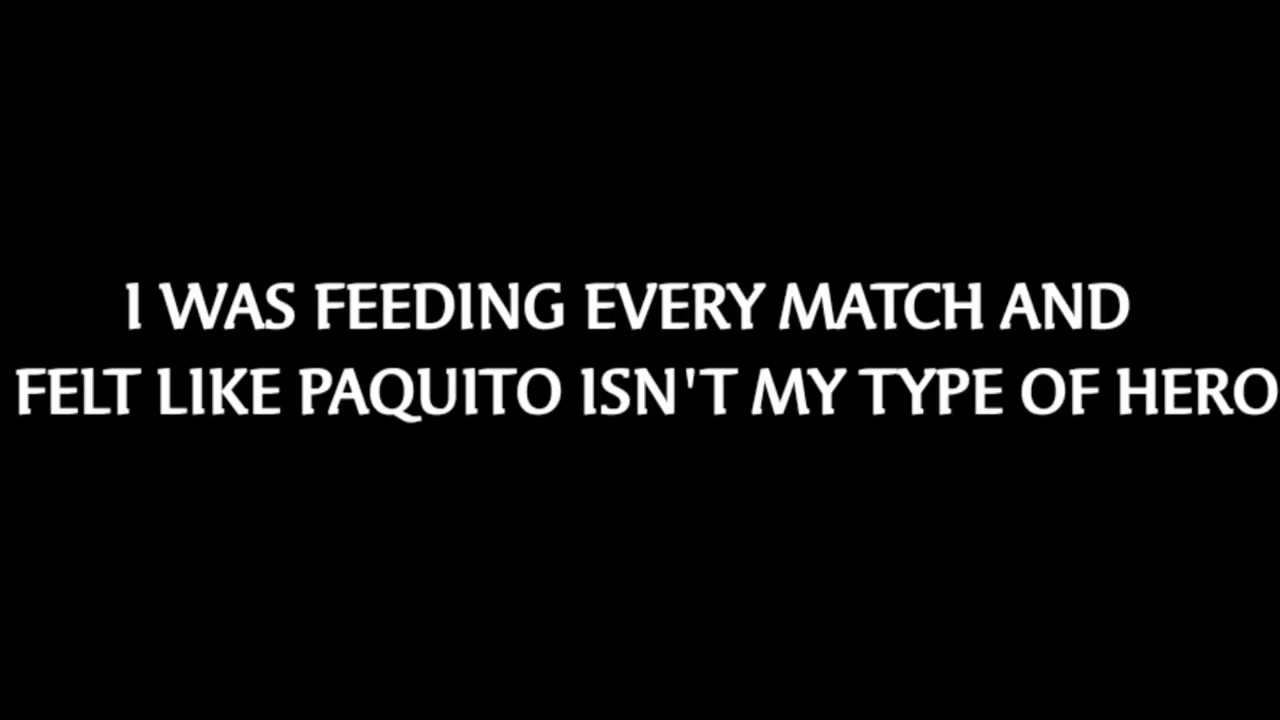 I WAS FEEDING EVERY MATCH AND
FELT LIKE PAQUITO ISN'T MY TYPE OF HERO